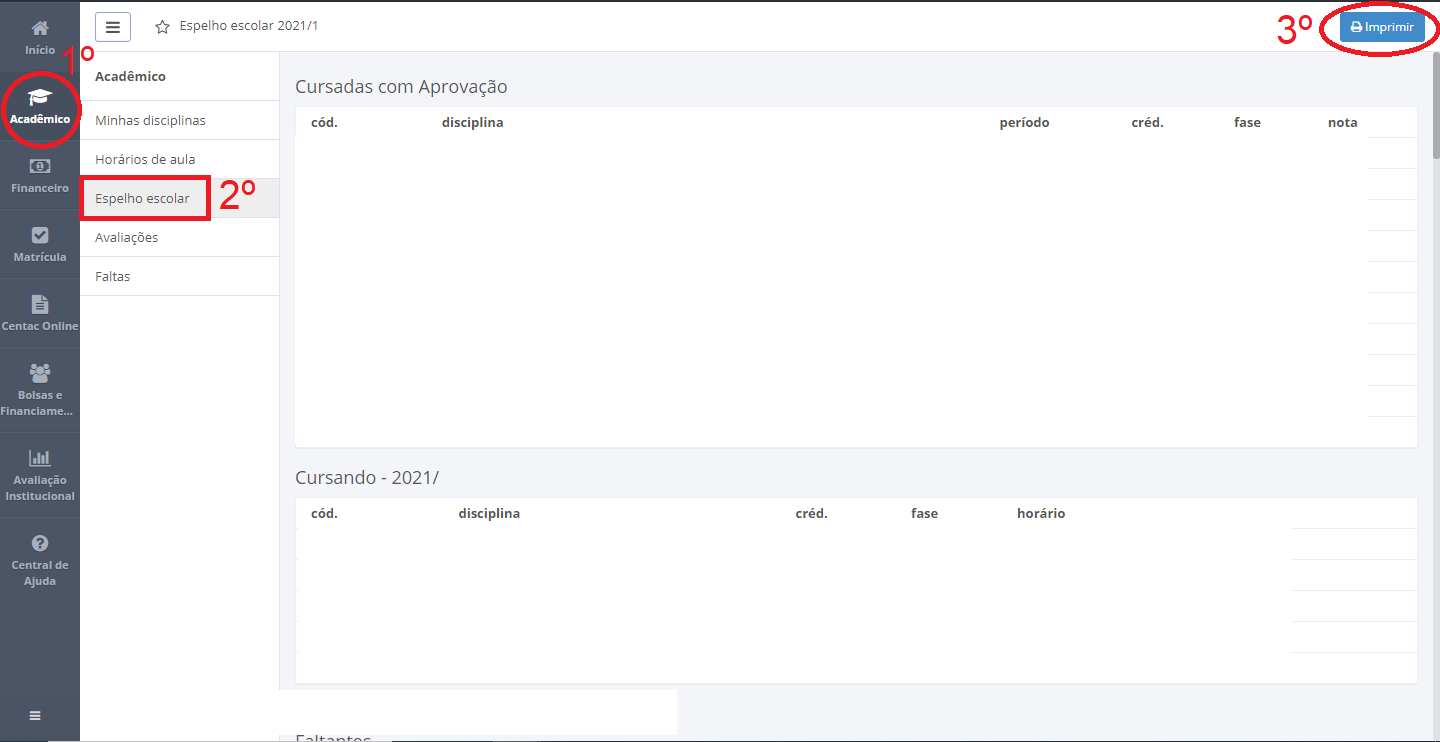 Início
1º
Acadêmico
Financeiro
Matrícula
Centac Online
Bolsas e
Financiame...
Avaliação
Institucional
Central de
Ajuda
Espelho escolar 2021/1
3º
Imprimir
Acadêmico
Minhas disciplinas
Horários de aula
Espelho escolar
2º
Avaliações
Faltas
Cursadas com Aprovação
cód. disciplina período créd. fase nota
Cursando - 2021/
cód. disciplina créd. fase horário
Faltantes